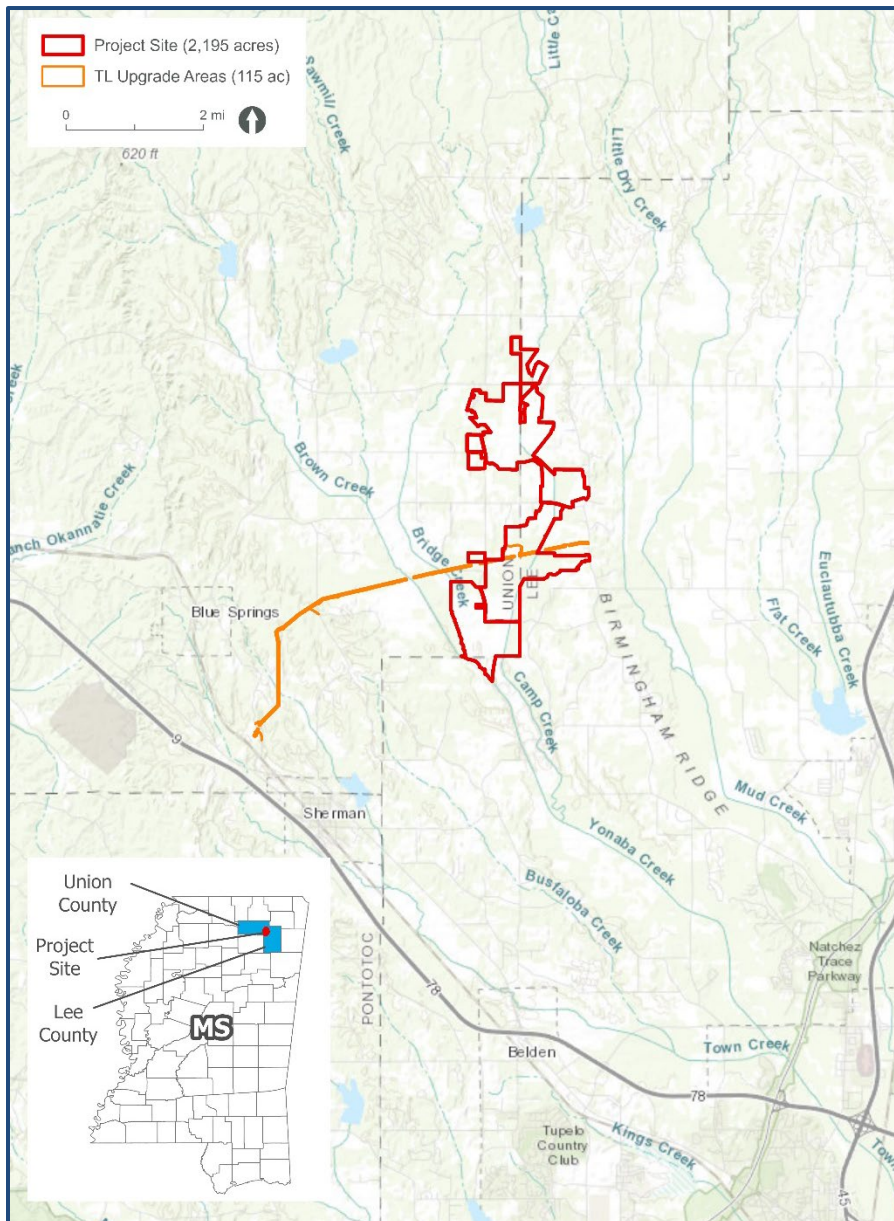 Project Site (2,195 acres)
TL Upgrade Areas (115 ac)
0 2 mi
620 ft
Sawmill Creek
Little Dry Creek
Creek
Brown Creek
Okannatie Creek
Bridge Creek
Blue Springs
UNION
LEE
BIRMINGHAM RIDGE
Flat Creek
Euclautubba Creek
Camp Creek
9
Mud Creek
Sherman
Yonaba Creek
Busfaloba Creek
PONTOTOC
Natchez
Trace
Parkway
78
Town Creek
Belden
78
Tupelo
Country
Club
Kings Creek
45
Union
County
Project
Site
Lee
County
MS